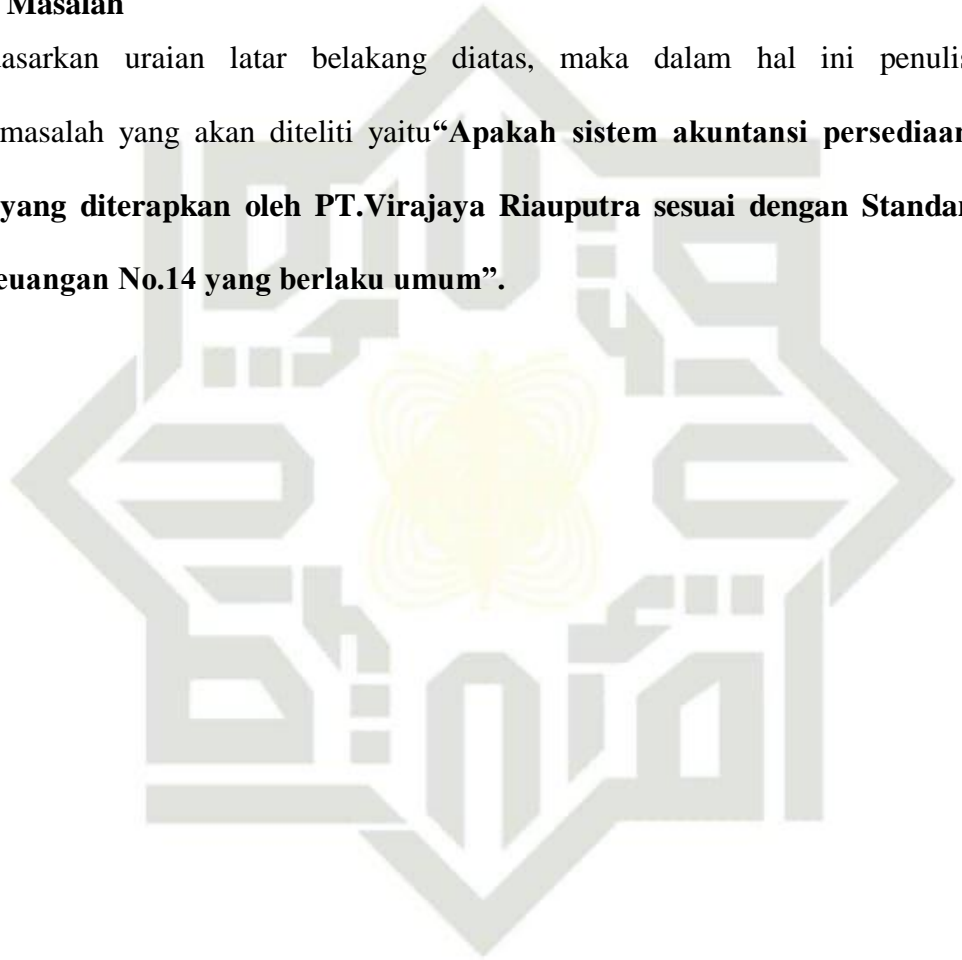 Masalah
asarkan uraian latar belakang diatas, maka dalam hal ini penulis
masalah yang akan diteliti yaitu“Apakah sistem akuntansi persediaan
yang diterapkan oleh PT.Virajaya Riauputra sesuai dengan Standar
euangan No.14 yang berlaku umum”.